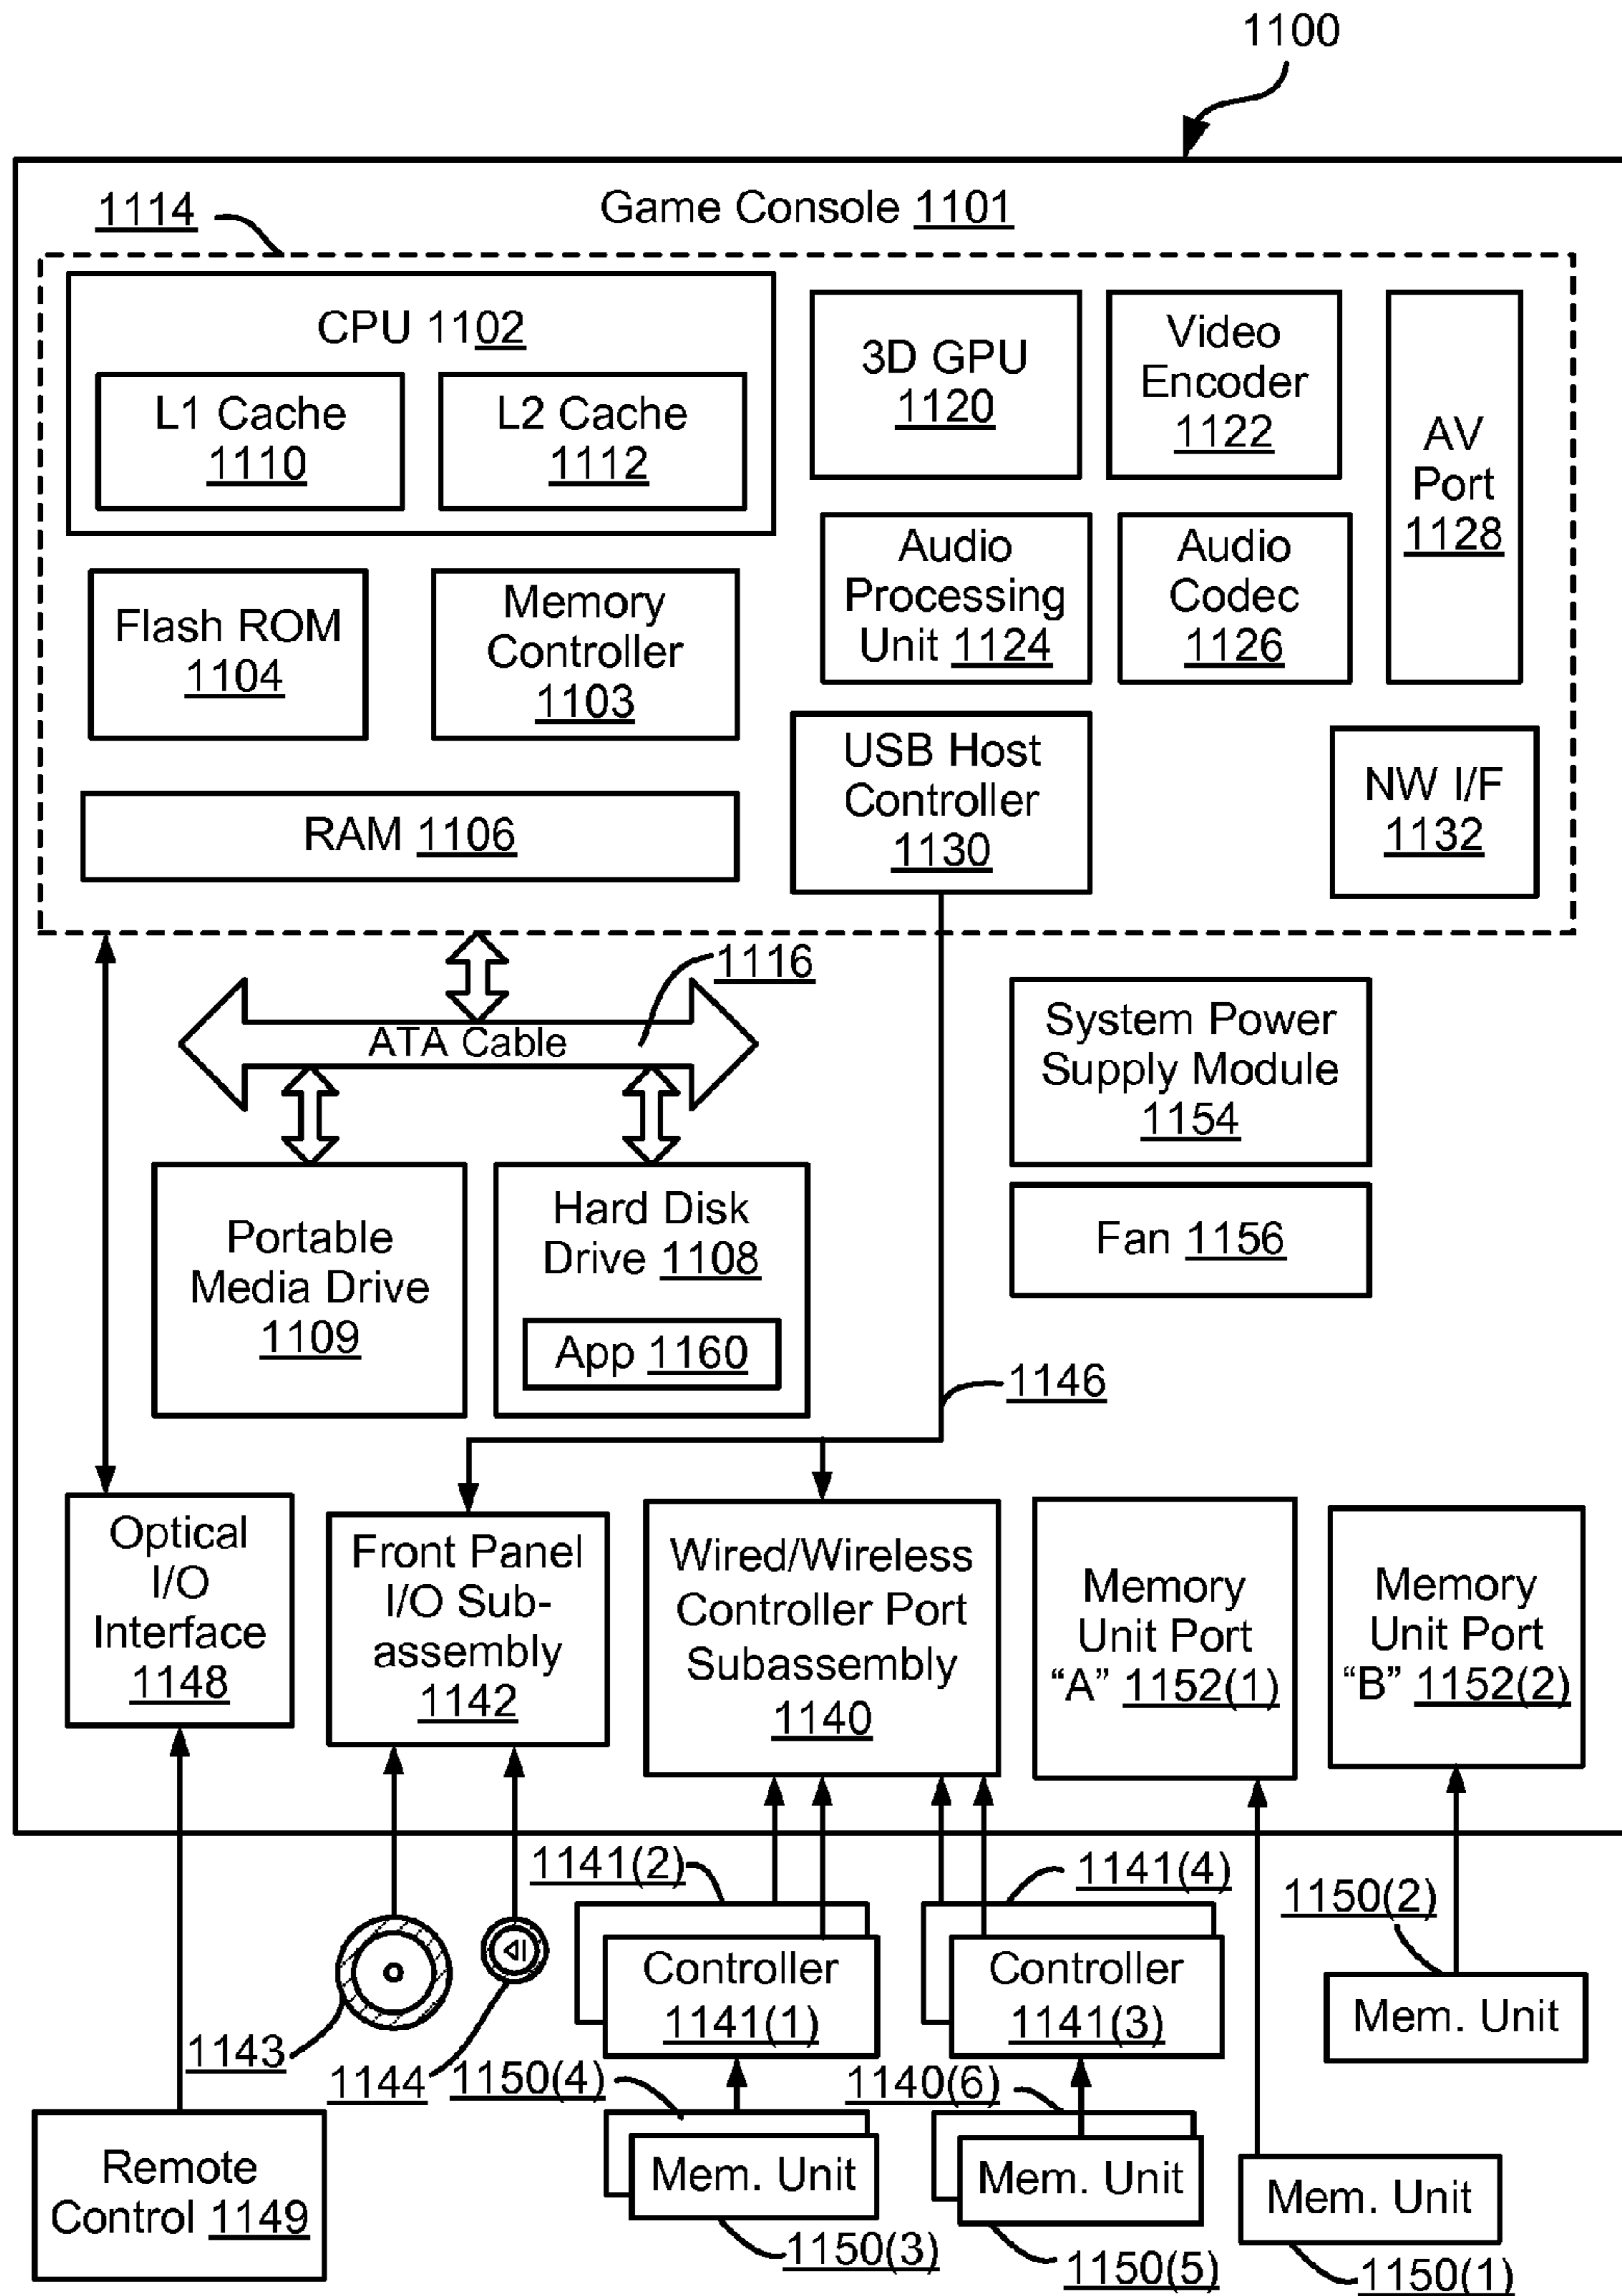 1100
1114
Game Console 1101
CPU 1102
L1 Cache
1110
L2 Cache
1112
3D GPU
1120
Video
Encoder
1122
AV
Port
1128
Flash ROM
1104
Memory
Controller
1103
Audio
Processing
Unit 1124
Audio
Codec
1126
RAM 1106
USB Host
Controller
1130
NW I/F
1132
1116
ATA Cable
System Power
Supply Module
1154
Portable
Media Drive
1109
Hard Disk
Drive 1108
App 1160
Fan 1156
1146
Optical
I/O
Interface
1148
Front Panel
I/O Sub-
assembly
1142
Wired/Wireless
Controller Port
Subassembly
1140
Memory
Unit Port
“A” 1152(1)
Memory
Unit Port
“B” 1152(2)
1141(2)
1141(4)
1150(2)
Controller
1141(1)
Controller
1141(3)
Mem. Unit
1143
1144
1150(4)
1140(6)
Remote
Control 1149
Mem. Unit
Mem. Unit
Mem. Unit
1150(3)
1150(5)
1150(1)